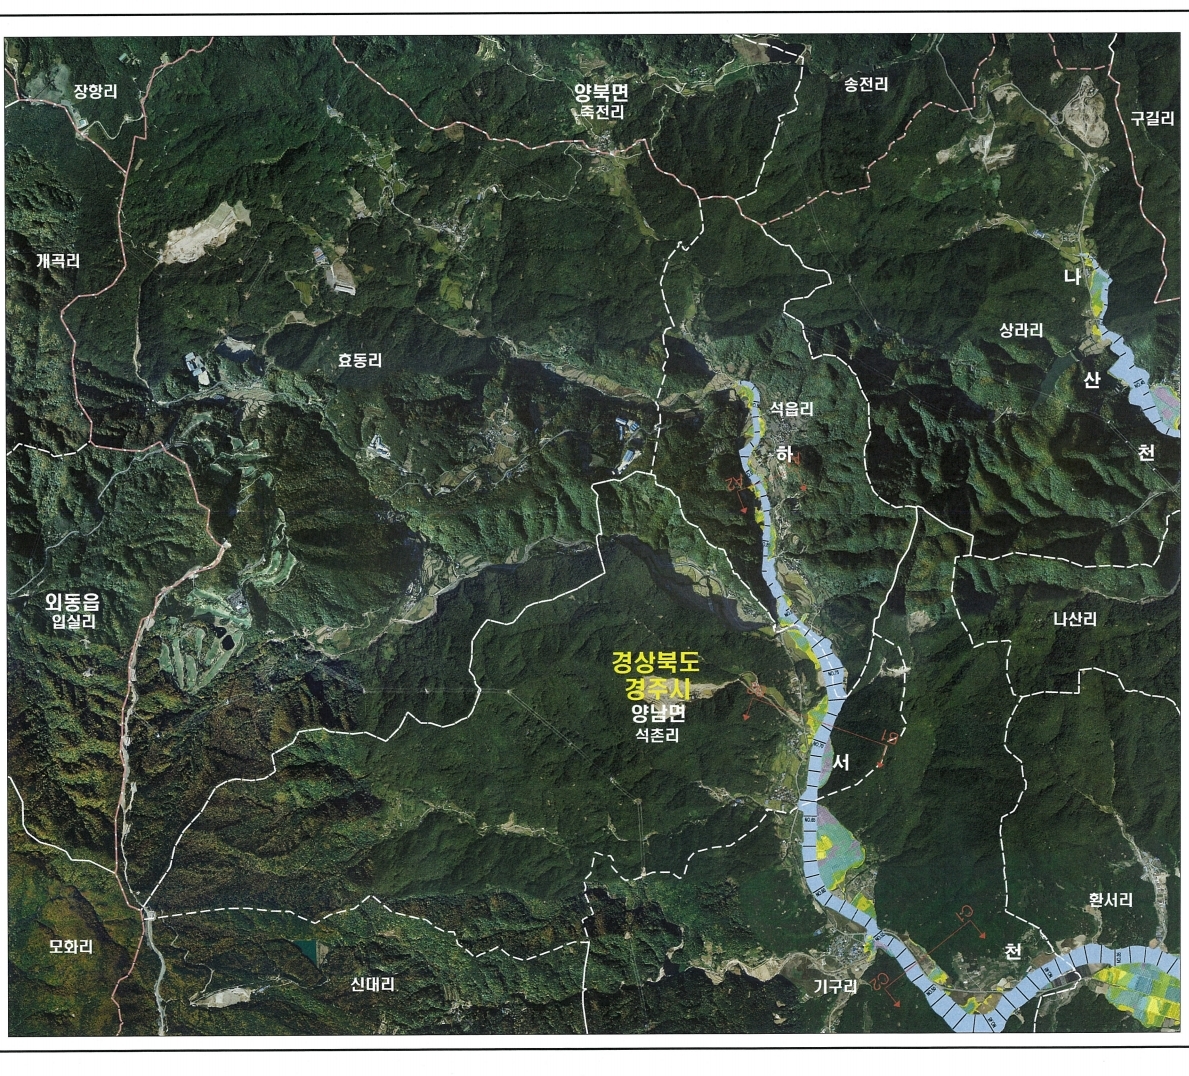 장항리
양북면
죽전리
송전리
구길리
개곡리
나
상라리
효동리
산
석읍리
하
천
외동읍
입실리
나산리
경상북도
경주시
양남면
석촌리
서
환서리
모화리
천
신대리
기구리